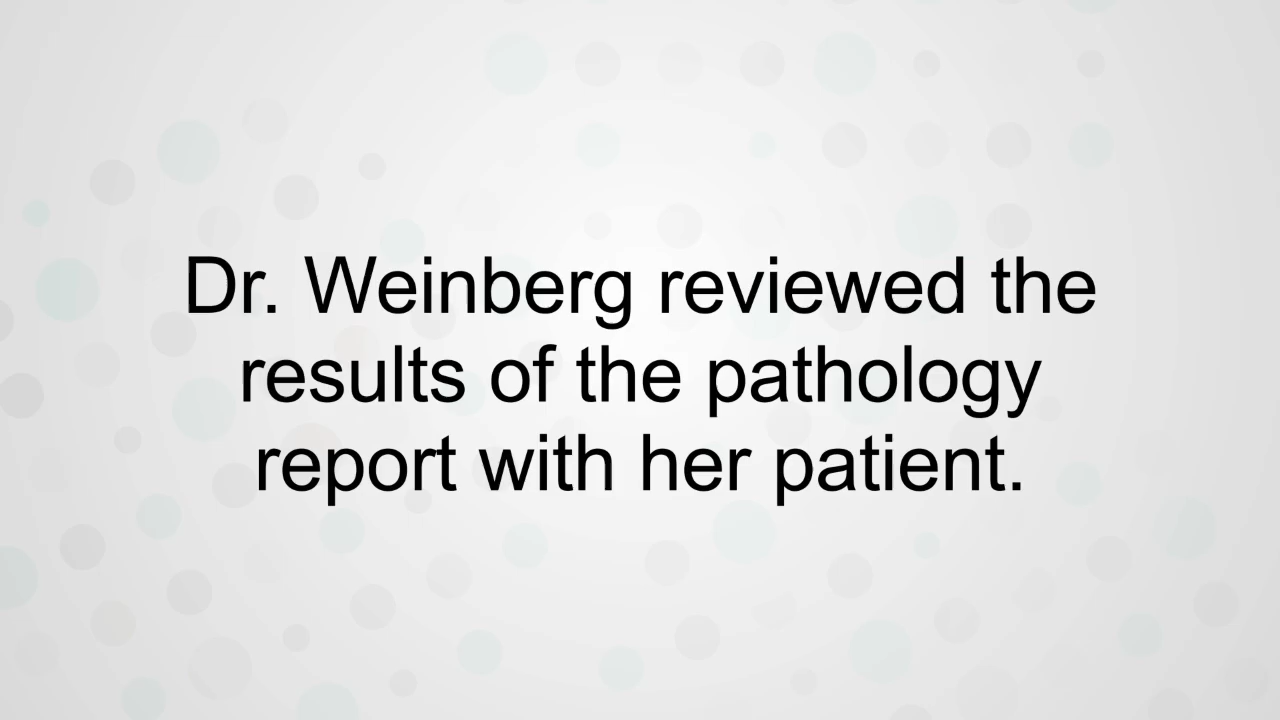 Dr. Weinberg reviewed the
results of the pathology
report with her patient.